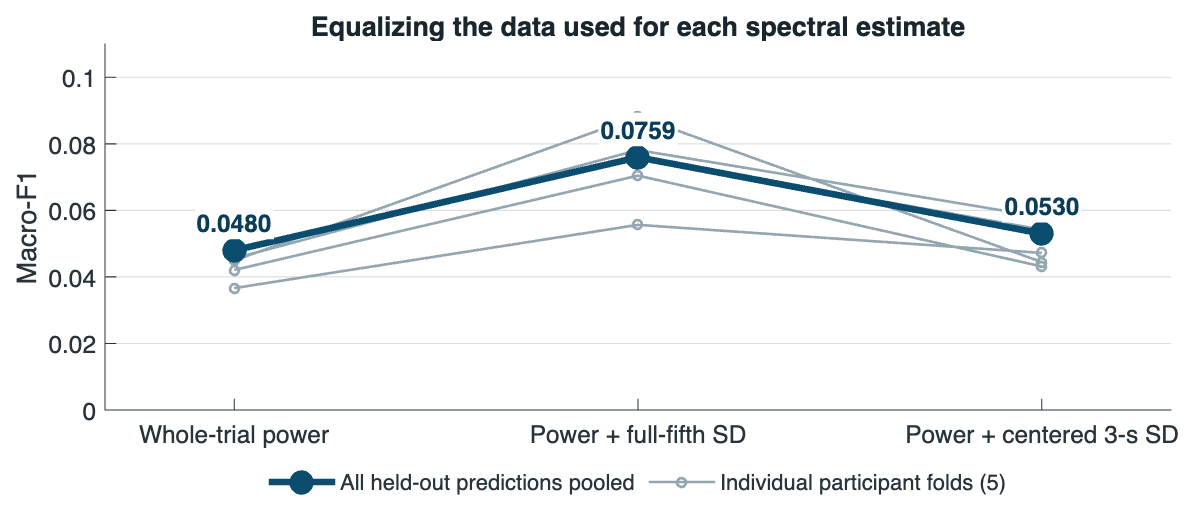 Equalizing the data used for each spectral estimate
Macro-F1
0.1
0.08
0.06
0.04
0.02
0
0.0480
0.0759
0.0530
Whole-trial power
Power + full-fifth SD
Power + centered 3-s SD
All held-out predictions pooled
Individual participant folds (5)